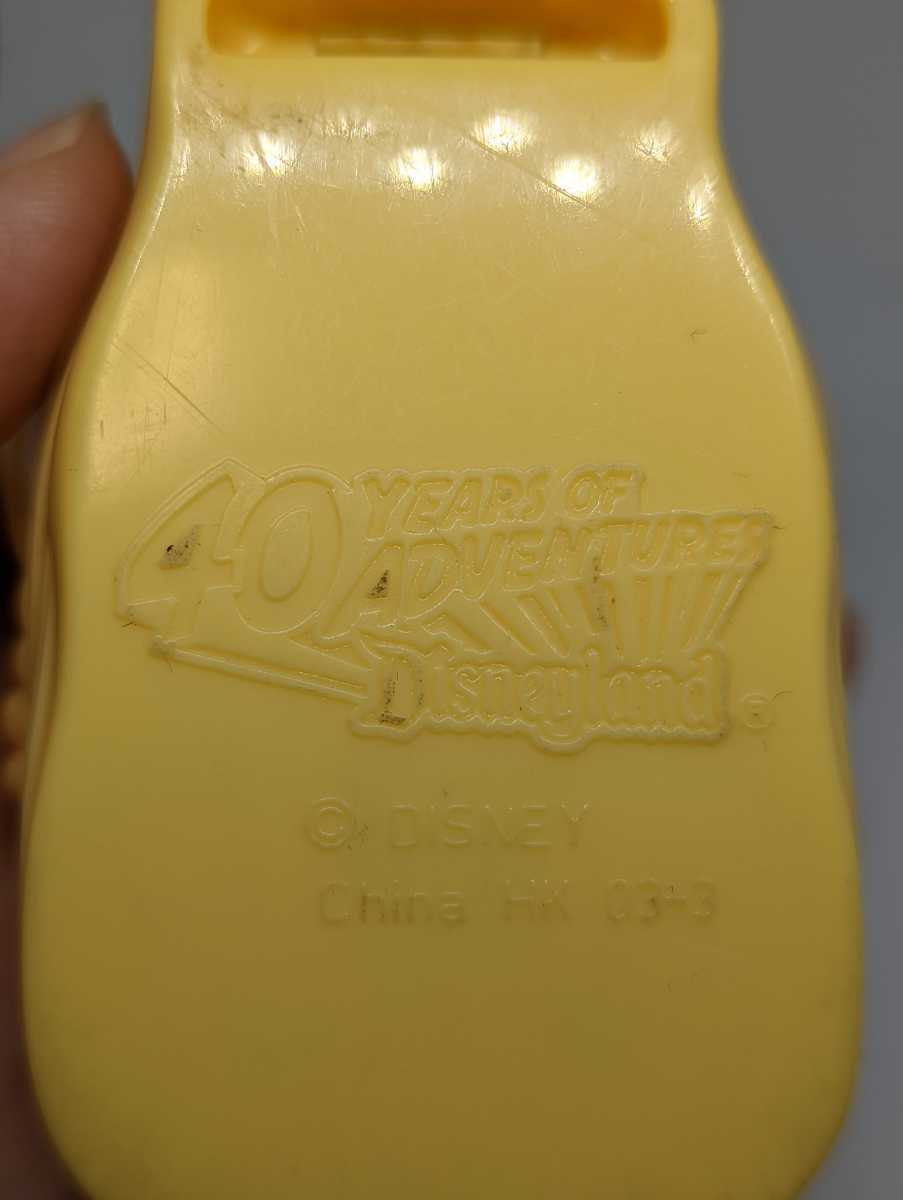 40 YEARS OF
ADVENTURES
Disneyland ®
© DISNEY
China HK 03-3